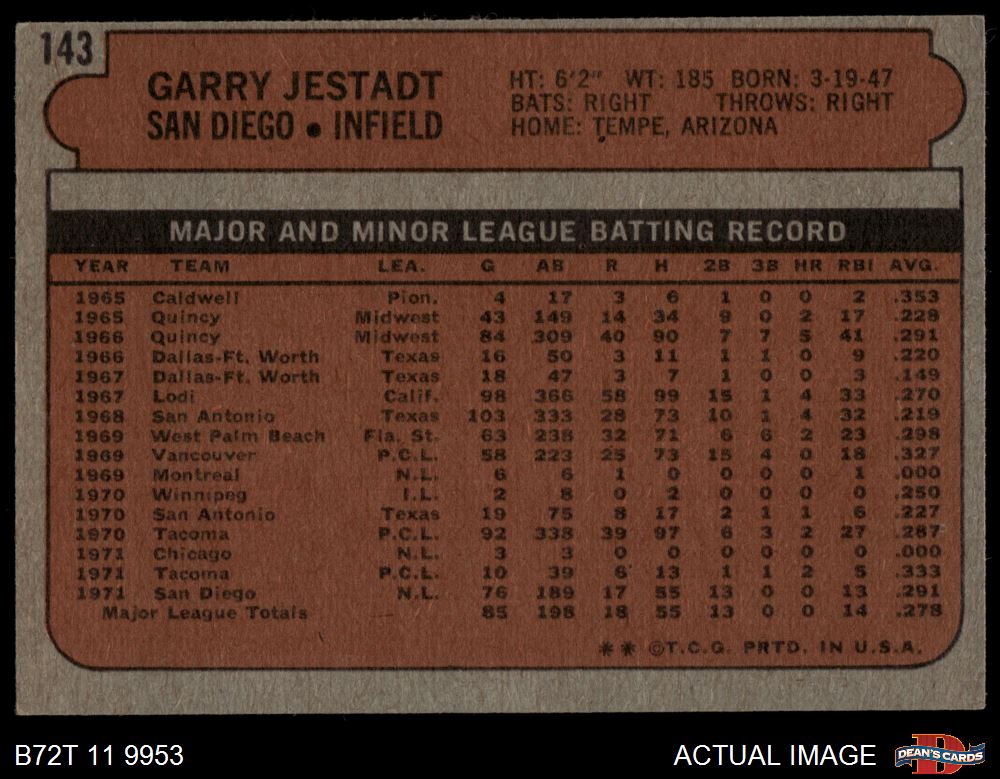 143
GARRY JESTADT
SAN DIEGO • INFIELD
HT: 6'2" WT: 185 BORN: 3-19-47
BATS: RIGHT THROWS: RIGHT
HOME: TEMPE, ARIZONA
MAJOR AND MINOR LEAGUE BATTING RECORD
YEAR TEAM LEA. G AB R H 2B 3B HR RBI AVG.
1965 Caldwell Pion. 4 17 3 6 1 0 0 2 .353
1965 Quincy Midwest 43 149 14 34 9 0 2 17 .228
1966 Quincy Midwest 84 309 40 90 7 7 5 41 .291
1966 Dallas-Ft. Worth Texas 16 50 3 11 1 1 0 9 .220
1967 Dallas-Ft. Worth Texas 18 47 3 7 1 0 0 3 .149
1967 Lodi Calif. 98 366 58 99 15 1 4 33 .270
1968 San Antonio Texas 103 333 28 73 10 1 4 32 .219
1969 West Palm Beach Fla. St. 63 238 32 71 6 6 2 23 .298
1969 Vancouver P.C.L. 58 223 25 73 15 4 0 18 .327
1969 Montreal N.L. 6 6 1 0 0 0 0 1 .000
1970 Winnipeg I.L. 2 8 0 2 0 0 0 0 .250
1970 San Antonio Texas 19 75 8 17 2 1 1 6 .227
1970 Tacoma P.C.L. 92 338 39 97 6 3 2 27 .287
1971 Chicago N.L. 3 3 0 0 0 0 0 0 .000
1971 Tacoma P.C.L. 10 39 6 13 1 1 2 5 .333
1971 San Diego N.L. 76 189 17 55 13 0 0 13 .291
Major League Totals 85 198 18 55 13 0 0 14 .278
** ©T.C.G. PRTD. IN U.S.A.
B72T 11 9953
ACTUAL IMAGE
DEAN'S CARDS